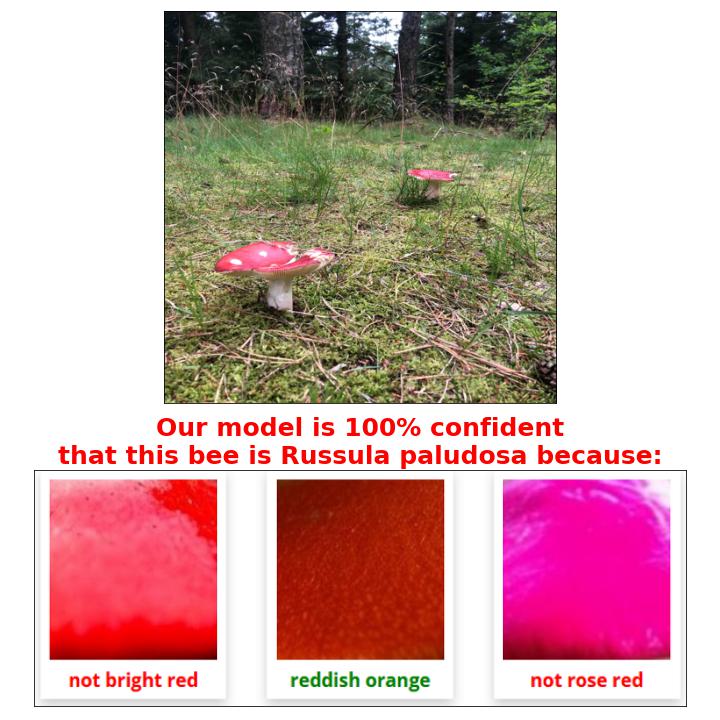 Our model is 100% confident
that this bee is Russula paludosa because:
not bright red
reddish orange
not rose red